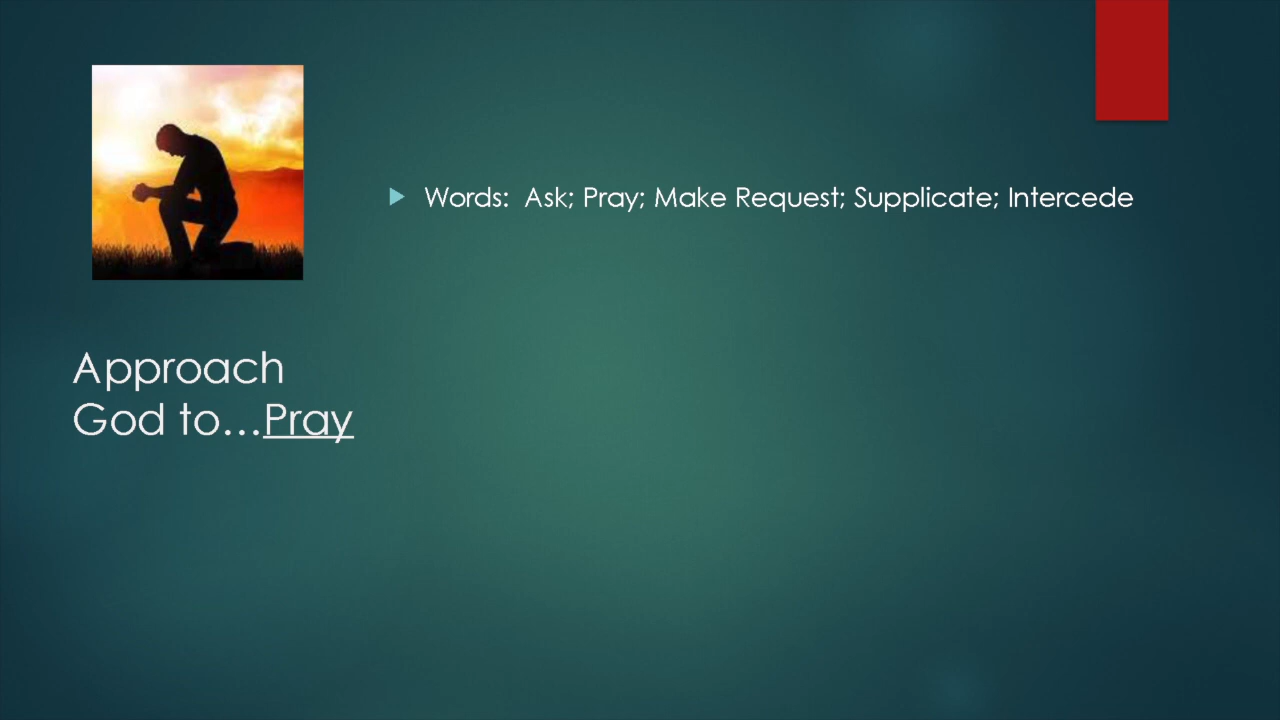 Words:  Ask; Pray; Make Request; Supplicate; Intercede
Approach
God to…Pray